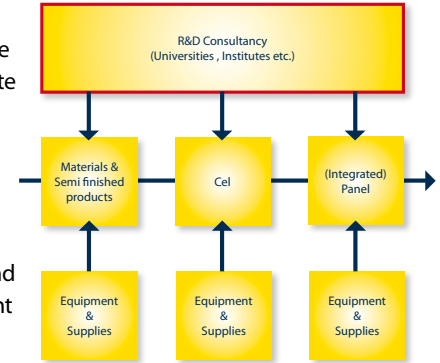 R&D Consultancy
(Universities , Institutes etc.)
Materials &
Semi finished
products
Cel
(Integrated)
Panel
Equipment
&
Supplies
Equipment
&
Supplies
Equipment
&
Supplies